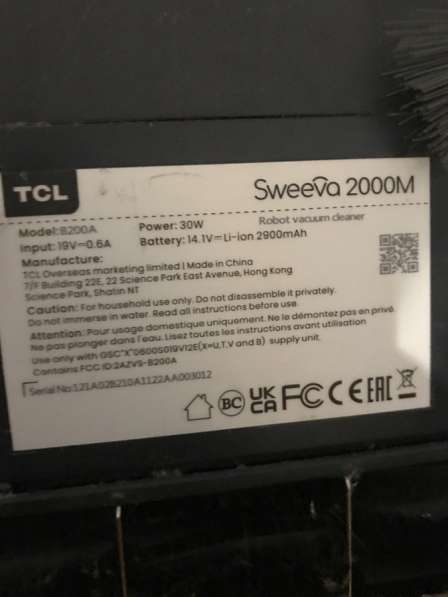 TCL
Sweeva 2000M
Robot vacuum cleaner
Model: B200A
Power: 30W
Input: 19V⎓0.6A
Battery: 14.1V⎓Li-ion 2900mAh
Manufacture:
TCL Overseas marketing limited | Made in China
7/F Building 22E, 22 Science Park East Avenue, Hong Kong
Science Park, Shatin NT
Caution: For household use only. Do not disassemble it privately.
Do not immerse in water. Read all instructions before use.
Attention: Pour usage domestique uniquement. Ne le démontez pas en privé.
Ne pas plonger dans l'eau. Lisez toutes les instructions avant utilisation
Use only with GSC"X"0600S019V12E(X=U,T,V and B) supply unit.
Contains FCC ID:2AZVS-B200A
Serial No:121A02B210A1122AA003012
BC UK CA FC CE EAC